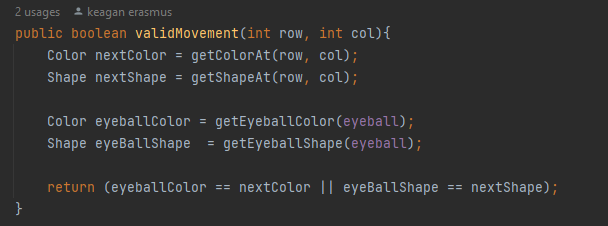 2 usages keagan erasmus
public boolean validMovement(int row, int col){
    Color nextColor = getColorAt(row, col);
    Shape nextShape = getShapeAt(row, col);

    Color eyeballColor = getEyeballColor(eyeball);
    Shape eyeBallShape  = getEyeballShape(eyeball);

    return (eyeballColor == nextColor || eyeBallShape == nextShape);
}